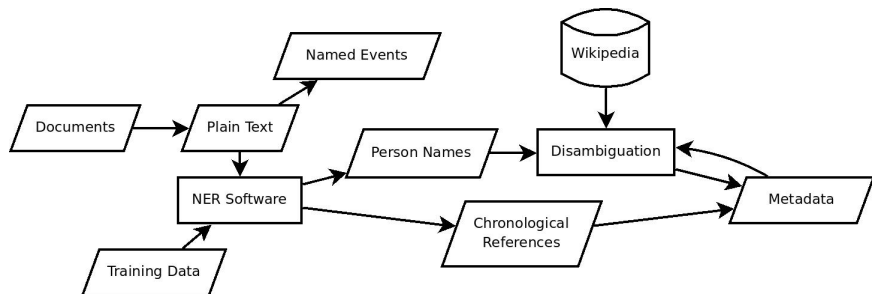 Named Events
Wikipedia
Documents
Plain Text
Person Names
Disambiguation
NER Software
Metadata
Chronological
References
Training Data